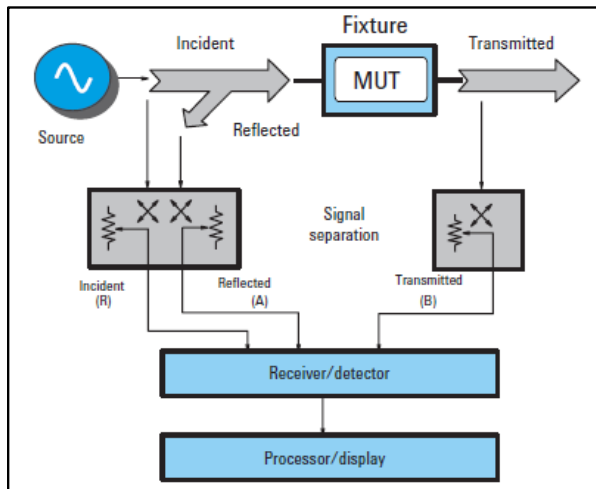 Fixture
Incident
Transmitted
MUT
Source
Reflected
Signal
separation
Incident
(R)
Reflected
(A)
Transmitted
(B)
Receiver/detector
Processor/display